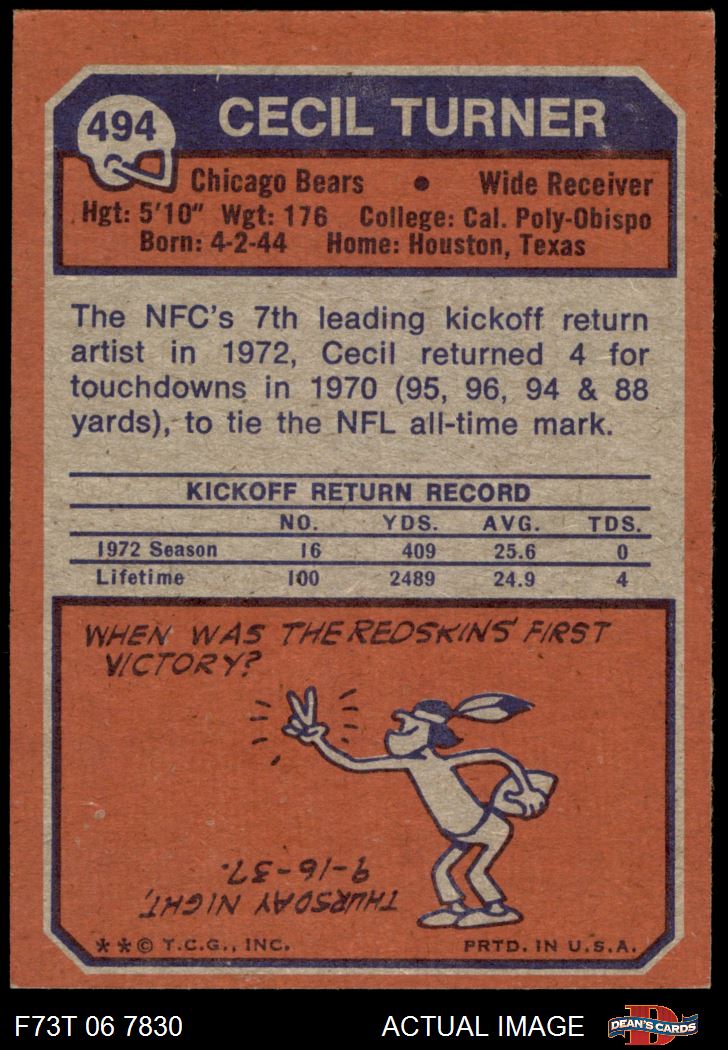 494
CECIL TURNER
Chicago Bears • Wide Receiver
Hgt: 5'10" Wgt: 176 College: Cal. Poly-Obispo
Born: 4-2-44 Home: Houston, Texas
The NFC's 7th leading kickoff return
artist in 1972, Cecil returned 4 for
touchdowns in 1970 (95, 96, 94 & 88
yards), to tie the NFL all-time mark.
KICKOFF RETURN RECORD
NO. YDS. AVG. TDS.
1972 Season 16 409 25.6 0
Lifetime 100 2489 24.9 4
WHEN WAS THE REDSKINS' FIRST
VICTORY?
THURSDAY NIGHT,
9-16-37.
**© T.C.G., INC. PRTD. IN U.S.A.
F73T 06 7830 ACTUAL IMAGE
D
DEAN'S CARDS